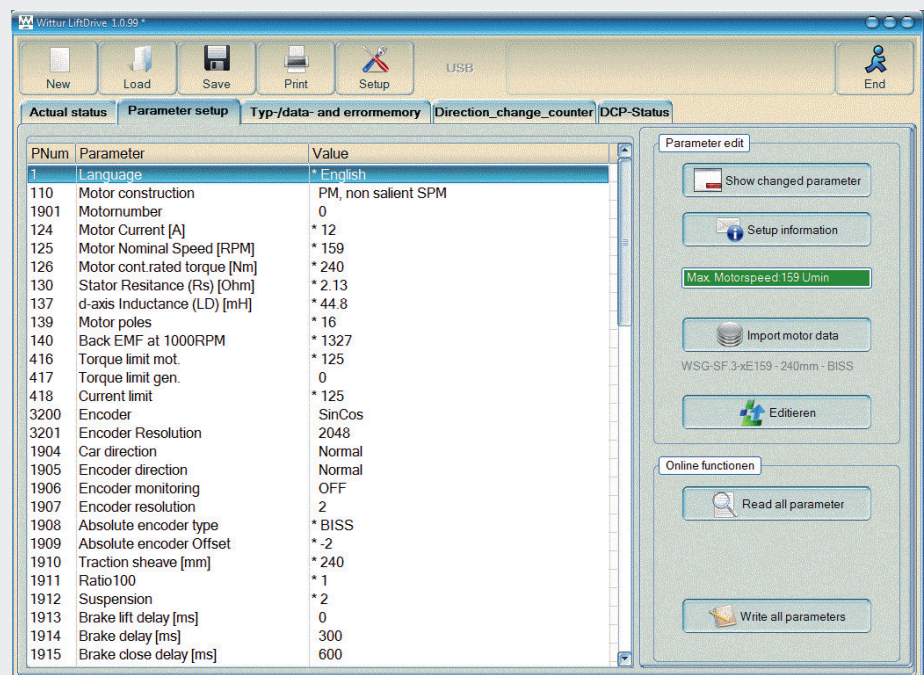 Wittur LiftDrive 1.0.99 *
New Load Save Print Setup USB End
Actual status Parameter setup Typ-/data- and errormemory Direction_change_counter DCP-Status
PNum Parameter Value
1 Language * English
110 Motor construction PM, non salient SPM
1901 Motornumber 0
124 Motor Current [A] * 12
125 Motor Nominal Speed [RPM] * 159
126 Motor cont.rated torque [Nm] * 240
130 Stator Resitance (Rs) [Ohm] * 2.13
137 d-axis Inductance (LD) [mH] * 44.8
139 Motor poles * 16
140 Back EMF at 1000RPM * 1327
416 Torque limit mot. * 125
417 Torque limit gen. 0
418 Current limit * 125
3200 Encoder SinCos
3201 Encoder Resolution 2048
1904 Car direction Normal
1905 Encoder direction Normal
1906 Encoder monitoring OFF
1907 Encoder resolution 2
1908 Absolute encoder type * BISS
1909 Absolute encoder Offset * -2
1910 Traction sheave [mm] * 240
1911 Ratio100 * 1
1912 Suspension * 2
1913 Brake lift delay [ms] 0
1914 Brake delay [ms] 300
1915 Brake close delay [ms] 600
Parameter edit
Show changed parameter
Setup information
Max. Motorspeed:159 Umin
Import motor data
WSG-SF.3-xE159 - 240mm - BISS
Editieren
Online functionen
Read all parameter
Write all parameters